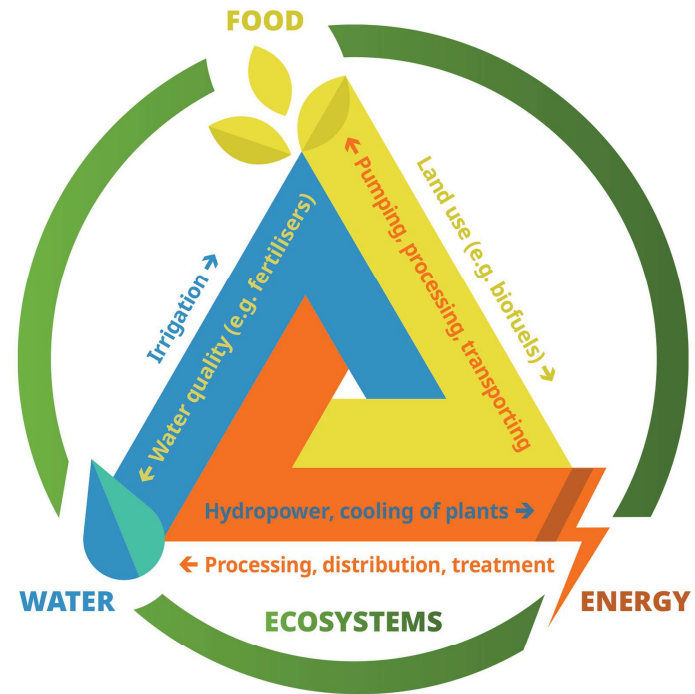 FOOD
Irrigation →
← Water quality (e.g. fertilisers)
← Pumping, processing, transporting
Land use (e.g. biofuels) →
Hydropower, cooling of plants →
← Processing, distribution, treatment
WATER
ECOSYSTEMS
ENERGY